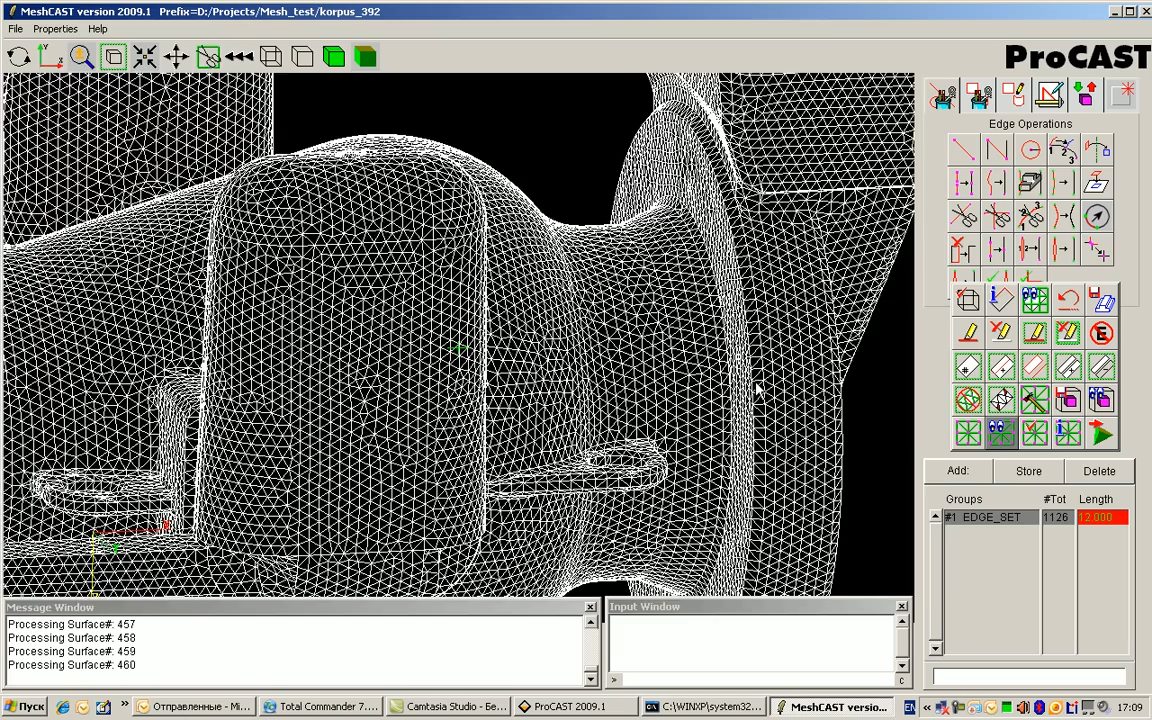 MeshCAST version 2009.1   Prefix=D:/Projects/Mesh_test/korpus_392
File Properties Help
ProCAST
Edge Operations
Add: Store Delete
Groups #Tot Length
#1 EDGE_SET 1126 12.000
Message Window
Processing Surface#: 457
Processing Surface#: 458
Processing Surface#: 459
Processing Surface#: 460
Input Window
>
c
Пуск
»
Отправленные - Mi...
Total Commander 7....
Camtasia Studio - Бе...
ProCAST 2009.1
C:\WINXP\system32...
MeshCAST versio...
EN
«
17:09